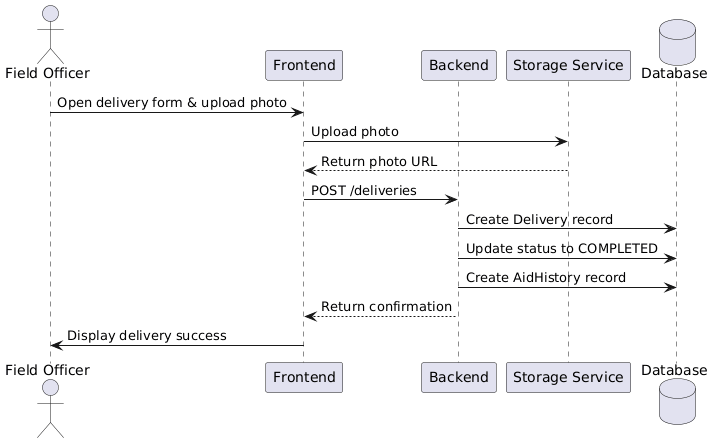 Field Officer
Frontend
Backend
Storage Service
Database
Open delivery form & upload photo
Upload photo
Return photo URL
POST /deliveries
Create Delivery record
Update status to COMPLETED
Create AidHistory record
Return confirmation
Display delivery success
Field Officer
Frontend
Backend
Storage Service
Database